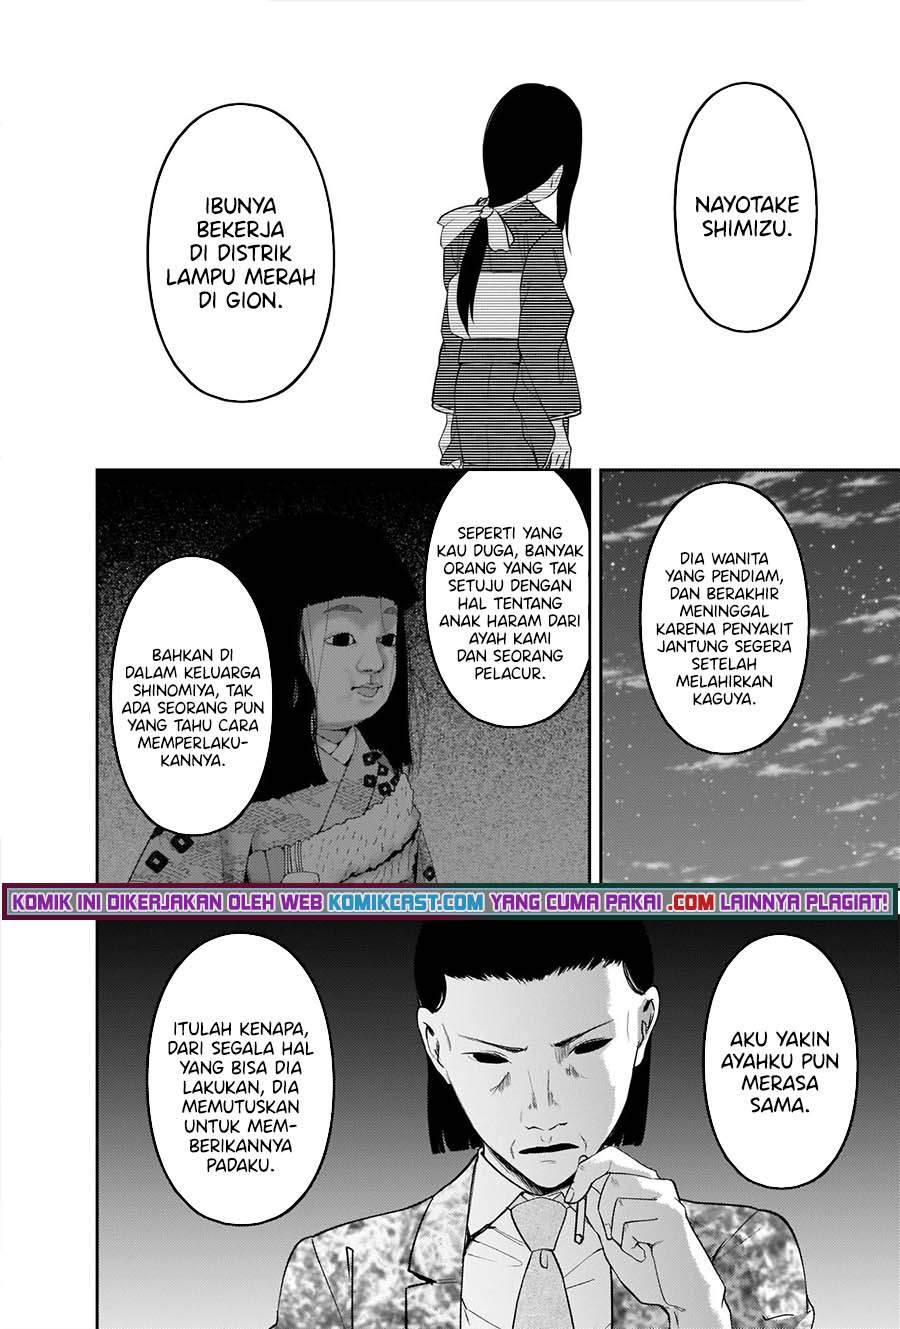 NAYOTAKE
SHIMIZU.
IBUNYA
BEKERJA
DI DISTRIK
LAMPU MERAH
DI GION.
DIA WANITA
YANG PENDIAM,
DAN BERAKHIR
MENINGGAL
KARENA PENYAKIT
JANTUNG SEGERA
SETELAH
MELAHIRKAN
KAGUYA.
SEPERTI YANG
KAU DUGA, BANYAK
ORANG YANG TAK
SETUJU DENGAN
HAL TENTANG
ANAK HARAM DARI
AYAH KAMI
DAN SEORANG
PELACUR.
BAHKAN DI
DALAM KELUARGA
SHINOMIYA, TAK
ADA SEORANG PUN
YANG TAHU CARA
MEMPERLAKU-
KANNYA.
KOMIK INI DIKERJAKAN OLEH WEB KOMIKCAST.COM YANG CUMA PAKAI .COM LAINNYA PLAGIAT!
AKU YAKIN
AYAHKU PUN
MERASA
SAMA.
ITULAH KENAPA,
DARI SEGALA HAL
YANG BISA DIA
LAKUKAN, DIA
MEMUTUSKAN
UNTUK MEM-
BERIKANNYA
PADAKU.